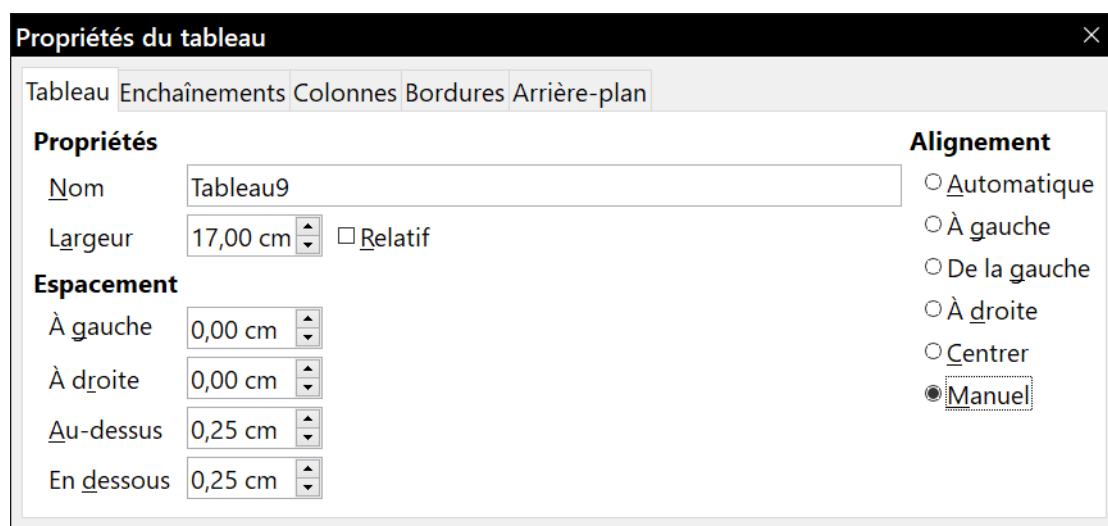 Propriétés du tableau
Tableau Enchaînements Colonnes Bordures Arrière-plan
Propriétés
Nom Tableau9
Largeur 17,00 cm Relatif
Espacement
À gauche 0,00 cm
À droite 0,00 cm
Au-dessus 0,25 cm
En dessous 0,25 cm
Alignement
Automatique
À gauche
De la gauche
À droite
Centrer
Manuel